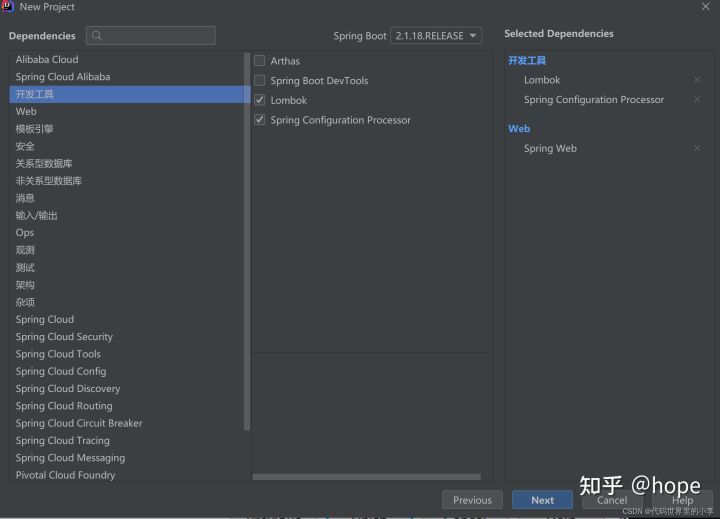 New Project
Dependencies
Spring Boot 2.1.18.RELEASE
Alibaba Cloud
Spring Cloud Alibaba
开发工具
Web
模板引擎
安全
关系型数据库
非关系型数据库
消息
输入/输出
Ops
观测
测试
架构
杂项
Spring Cloud
Spring Cloud Security
Spring Cloud Tools
Spring Cloud Config
Spring Cloud Discovery
Spring Cloud Routing
Spring Cloud Circuit Breaker
Spring Cloud Tracing
Spring Cloud Messaging
Pivotal Cloud Foundry
Arthas
Spring Boot DevTools
Lombok
Spring Configuration Processor
Selected Dependencies
开发工具
Lombok
Spring Configuration Processor
Web
Spring Web
知乎 @hope
Previous
Next
Cancel
Help
CSDN @代码世界里的小李